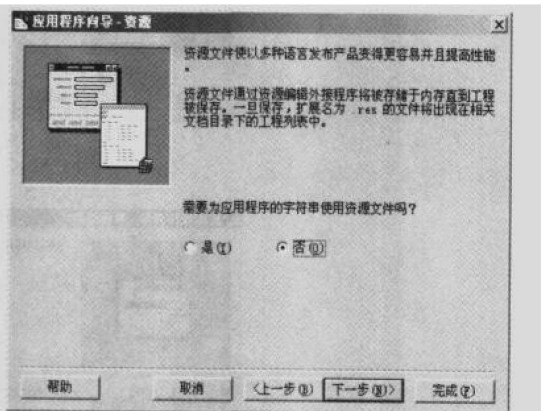 应用程序向导 - 资源
资源文件使以多种语言发布产品变得更容易并且提高性能
。
资源文件通过资源编辑外接程序将被存储于内存直到工程
被保存。一旦保存，扩展名为 .res 的文件将出现在相关
文档目录下的工程列表中。
需要为应用程序的字符串使用资源文件吗?
是(Y)
否(O)
帮助
取消
<上一步(B)
下一步(N)>
完成(F)